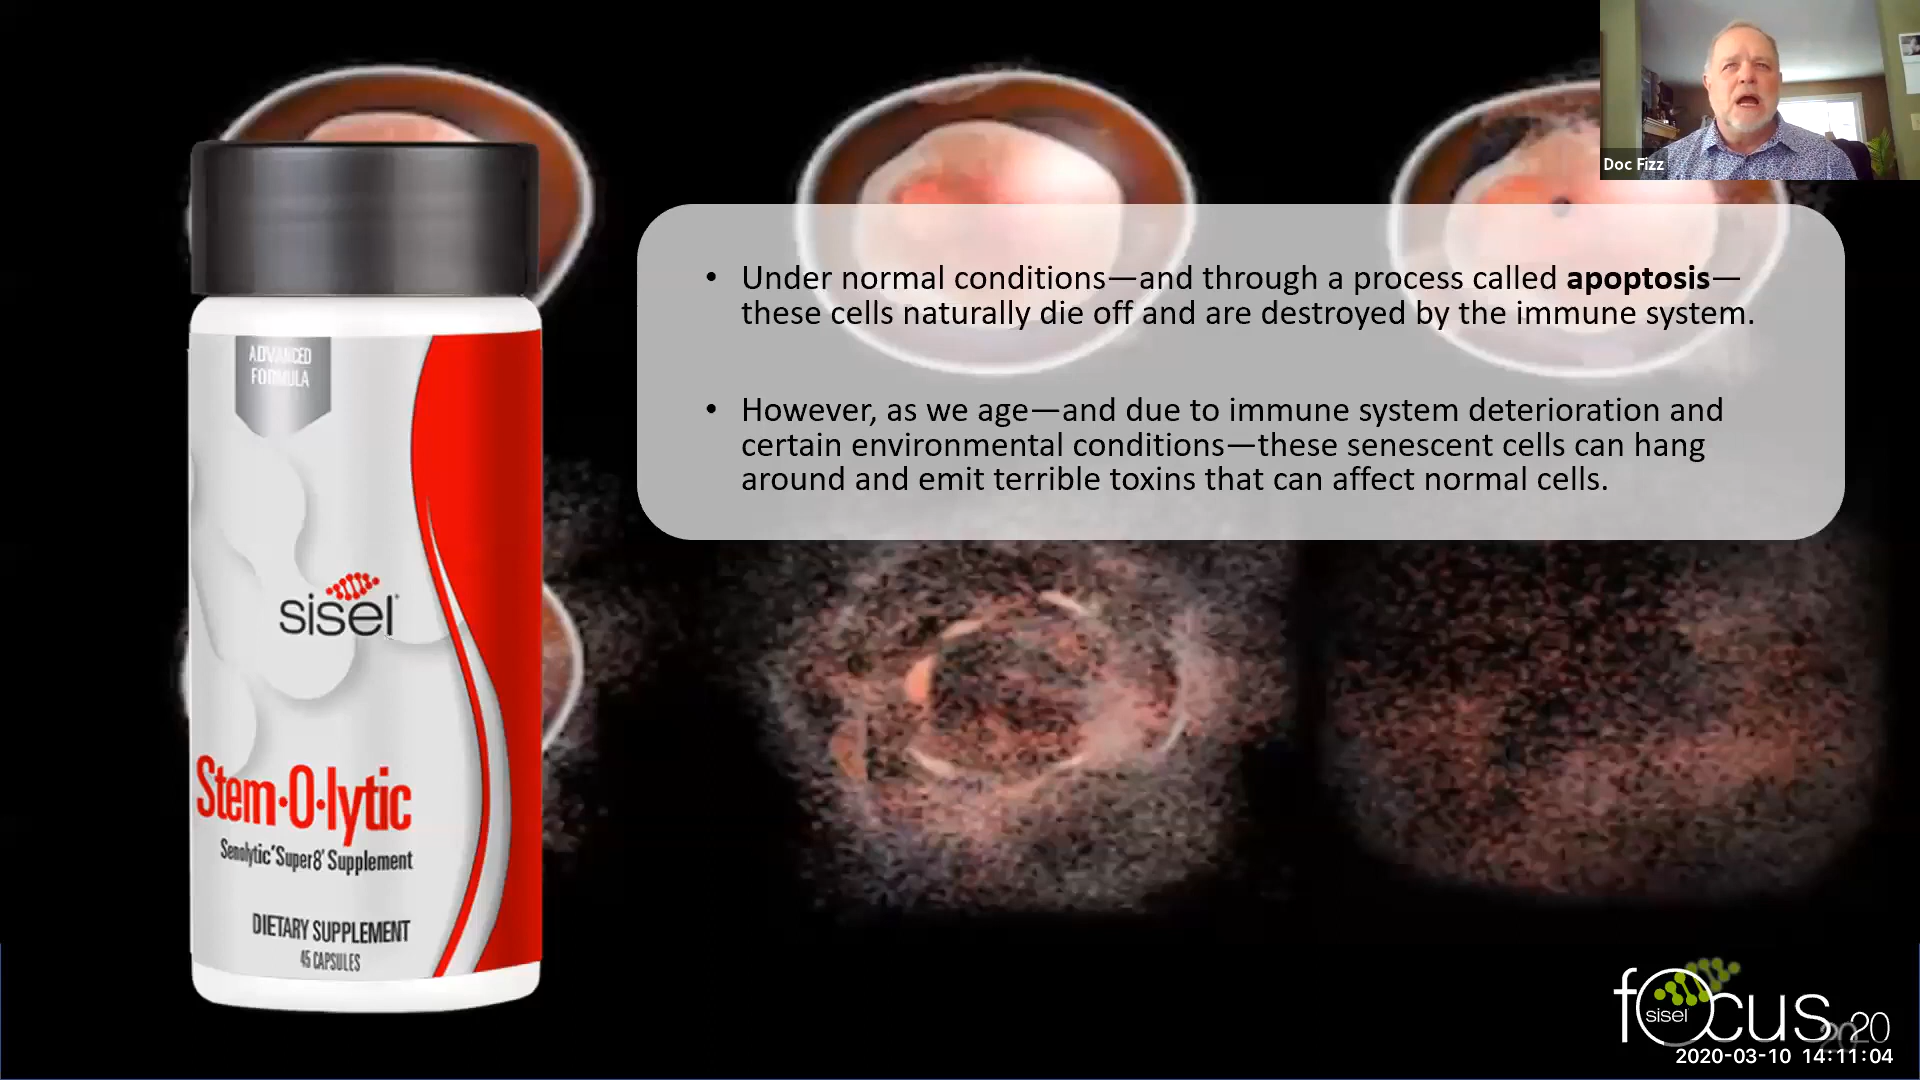 Doc Fizz
• Under normal conditions—and through a process called apoptosis—
these cells naturally die off and are destroyed by the immune system.
• However, as we age—and due to immune system deterioration and
certain environmental conditions—these senescent cells can hang
around and emit terrible toxins that can affect normal cells.
ADVANCED
FORMULA
sisel
Stem·O·lytic
Senolytic "Super8" Supplement
DIETARY SUPPLEMENT
45 CAPSULES
focus
sisel
2020
2020-03-10 14:11:04